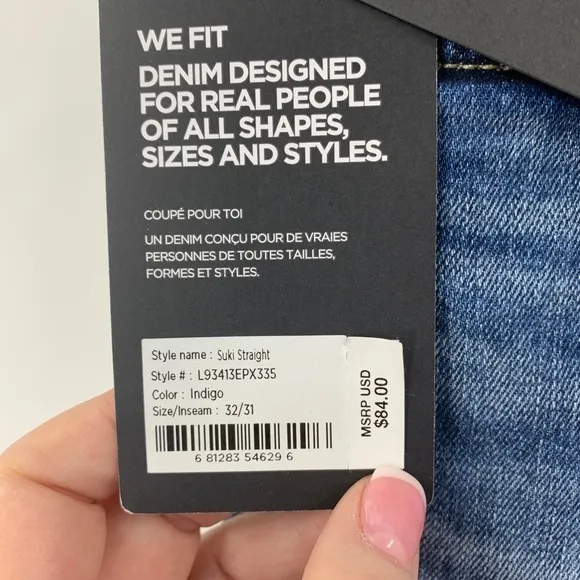 WE FIT
DENIM DESIGNED
FOR REAL PEOPLE
OF ALL SHAPES,
SIZES AND STYLES.
COUPÉ POUR TOI
UN DENIM CONÇU POUR DE VRAIES
PERSONNES DE TOUTES TAILLES,
FORMES ET STYLES.
Style name : Suki Straight
Style # : L93413EPX335
Color : Indigo
Size/Inseam : 32/31
6 81283 54629 6
MSRP USD
$84.00